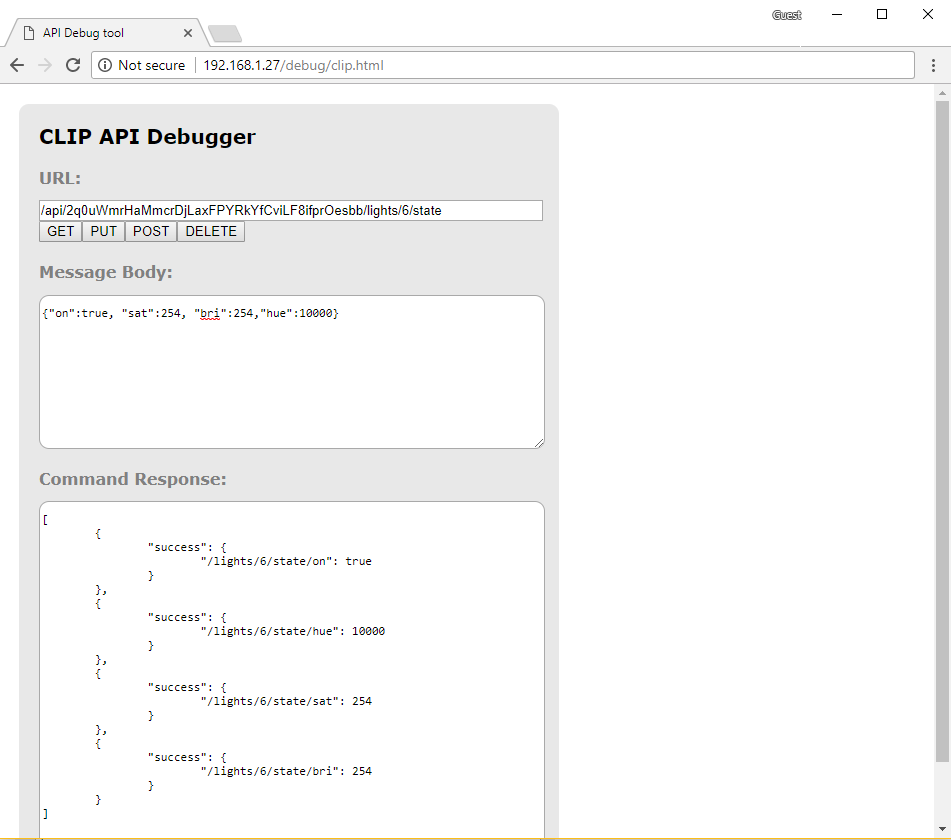 Guest
API Debug tool
Not secure 192.168.1.27/debug/clip.html
CLIP API Debugger
URL:
/api/2q0uWmrHaMmcrDjLaxFPYRkYfCviLF8ifprOesbb/lights/6/state
GET PUT POST DELETE
Message Body:
{"on":true, "sat":254, "bri":254,"hue":10000}
Command Response:
[
{
"success": {
"/lights/6/state/on": true
}
},
{
"success": {
"/lights/6/state/hue": 10000
}
},
{
"success": {
"/lights/6/state/sat": 254
}
},
{
"success": {
"/lights/6/state/bri": 254
}
}
]